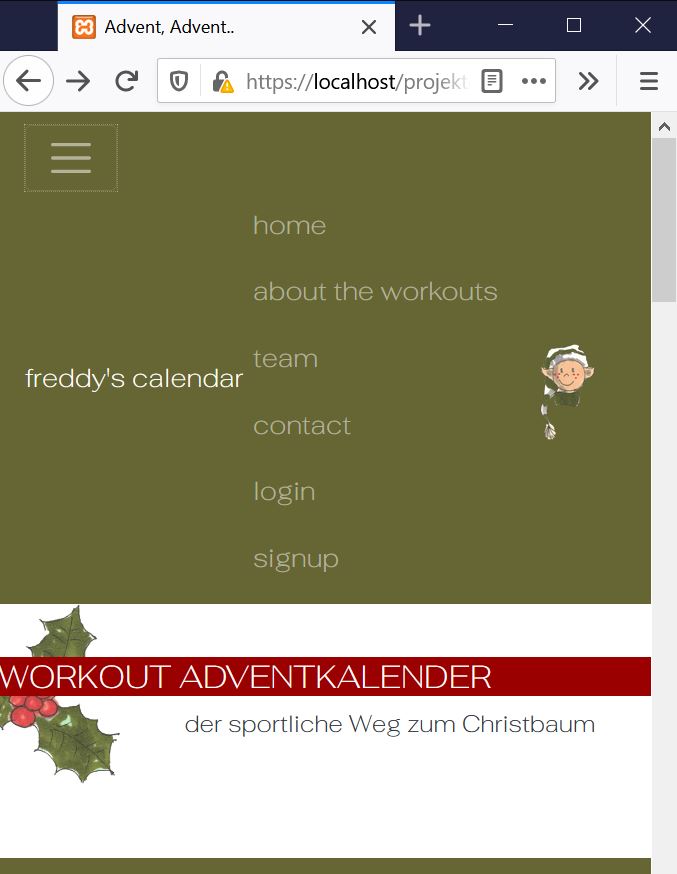 Advent, Advent..
https://localhost/projekt
home
about the workouts
team
freddy's calendar
contact
login
signup
WORKOUT ADVENTKALENDER
der sportliche Weg zum Christbaum